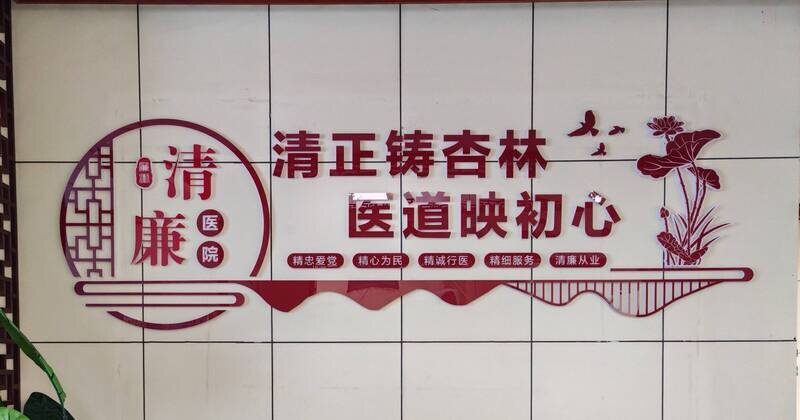 清廉
医院
清正铸杏林
医道映初心
精忠爱党 精心为民 精诚行医 精细服务 清廉从业